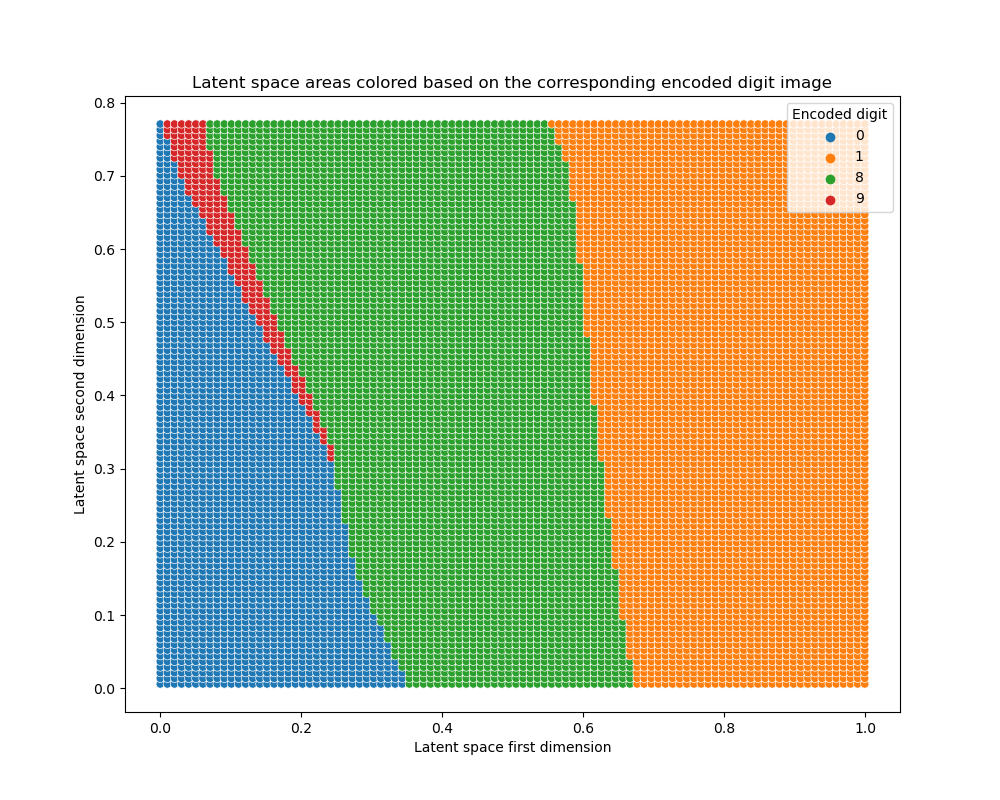 Latent space areas colored based on the corresponding encoded digit image
Encoded digit
0
1
8
9
Latent space second dimension
0.8
0.7
0.6
0.5
0.4
0.3
0.2
0.1
0.0
0.0 0.2 0.4 0.6 0.8 1.0
Latent space first dimension